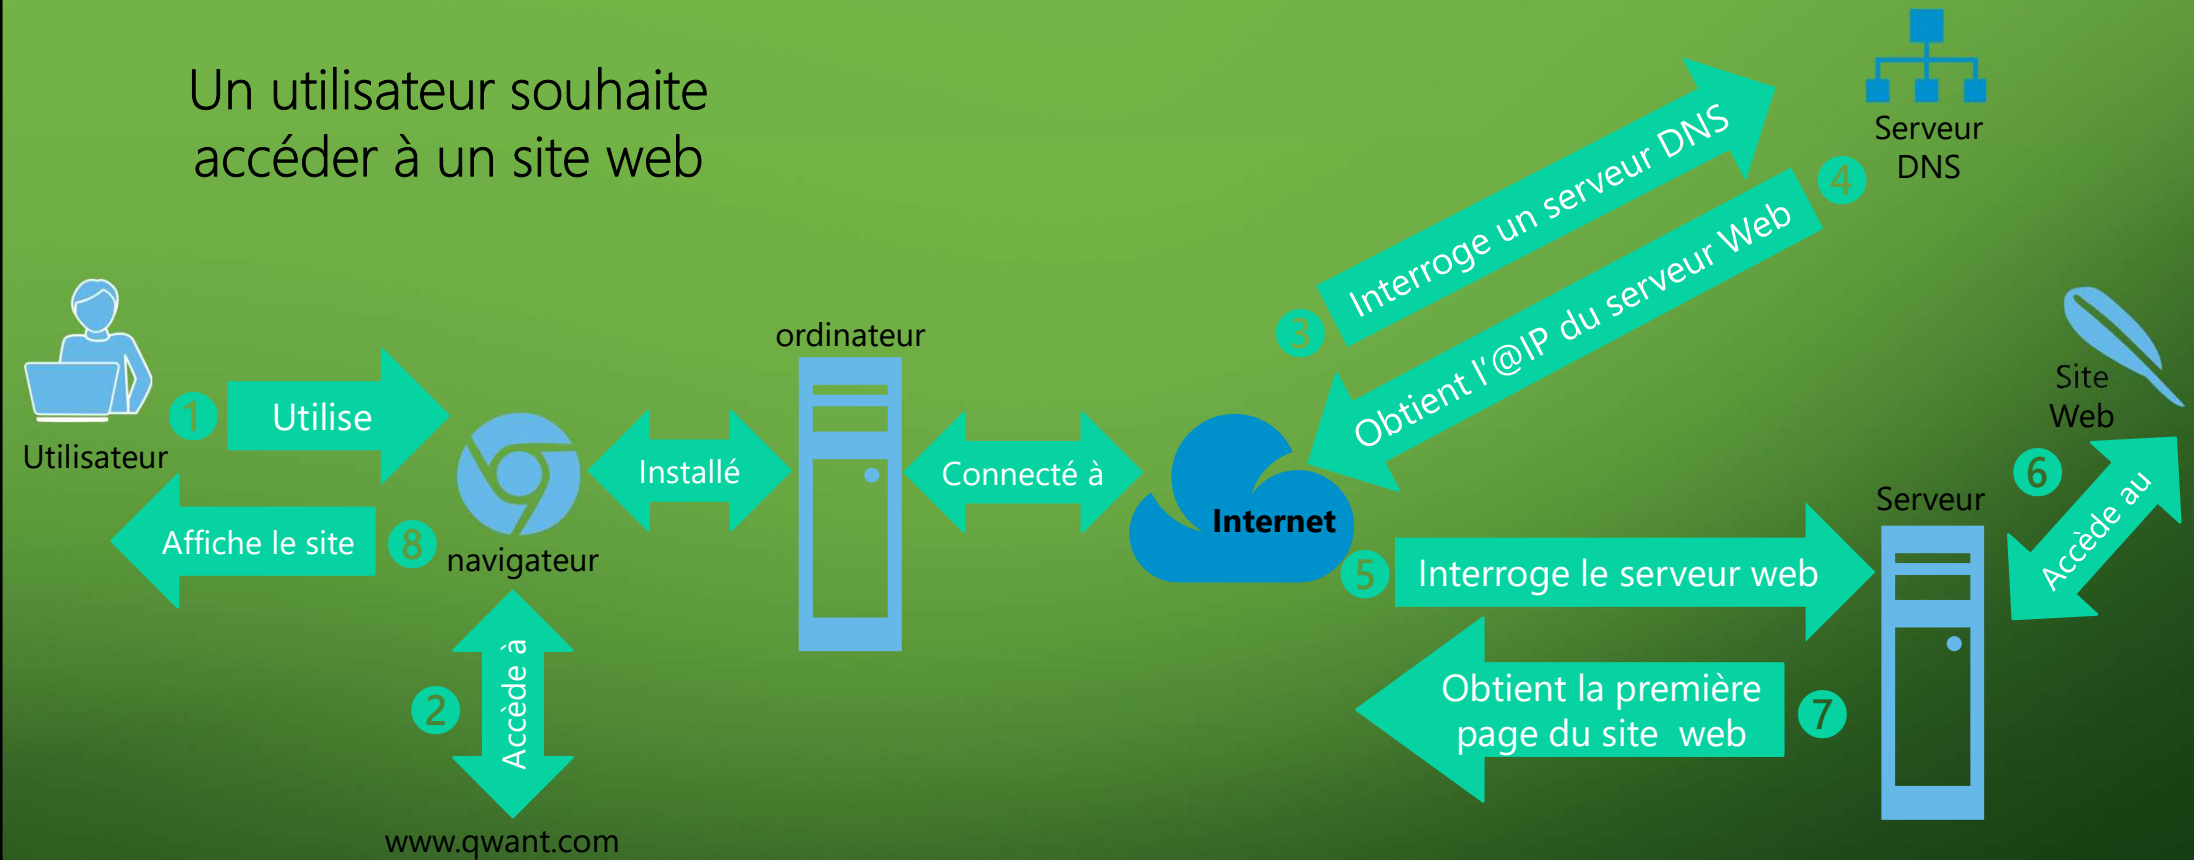 Un utilisateur souhaite
accéder à un site web
Serveur
DNS
Interroge un serveur DNS
4
Obtient l'@IP du serveur Web
3
ordinateur
Site
Web
1
Utilise
Utilisateur
Installé
Connecté à
6
Accède au
Serveur
Internet
Affiche le site
8
navigateur
5
Interroge le serveur web
Accède à
2
Obtient la première
page du site web
7
www.qwant.com